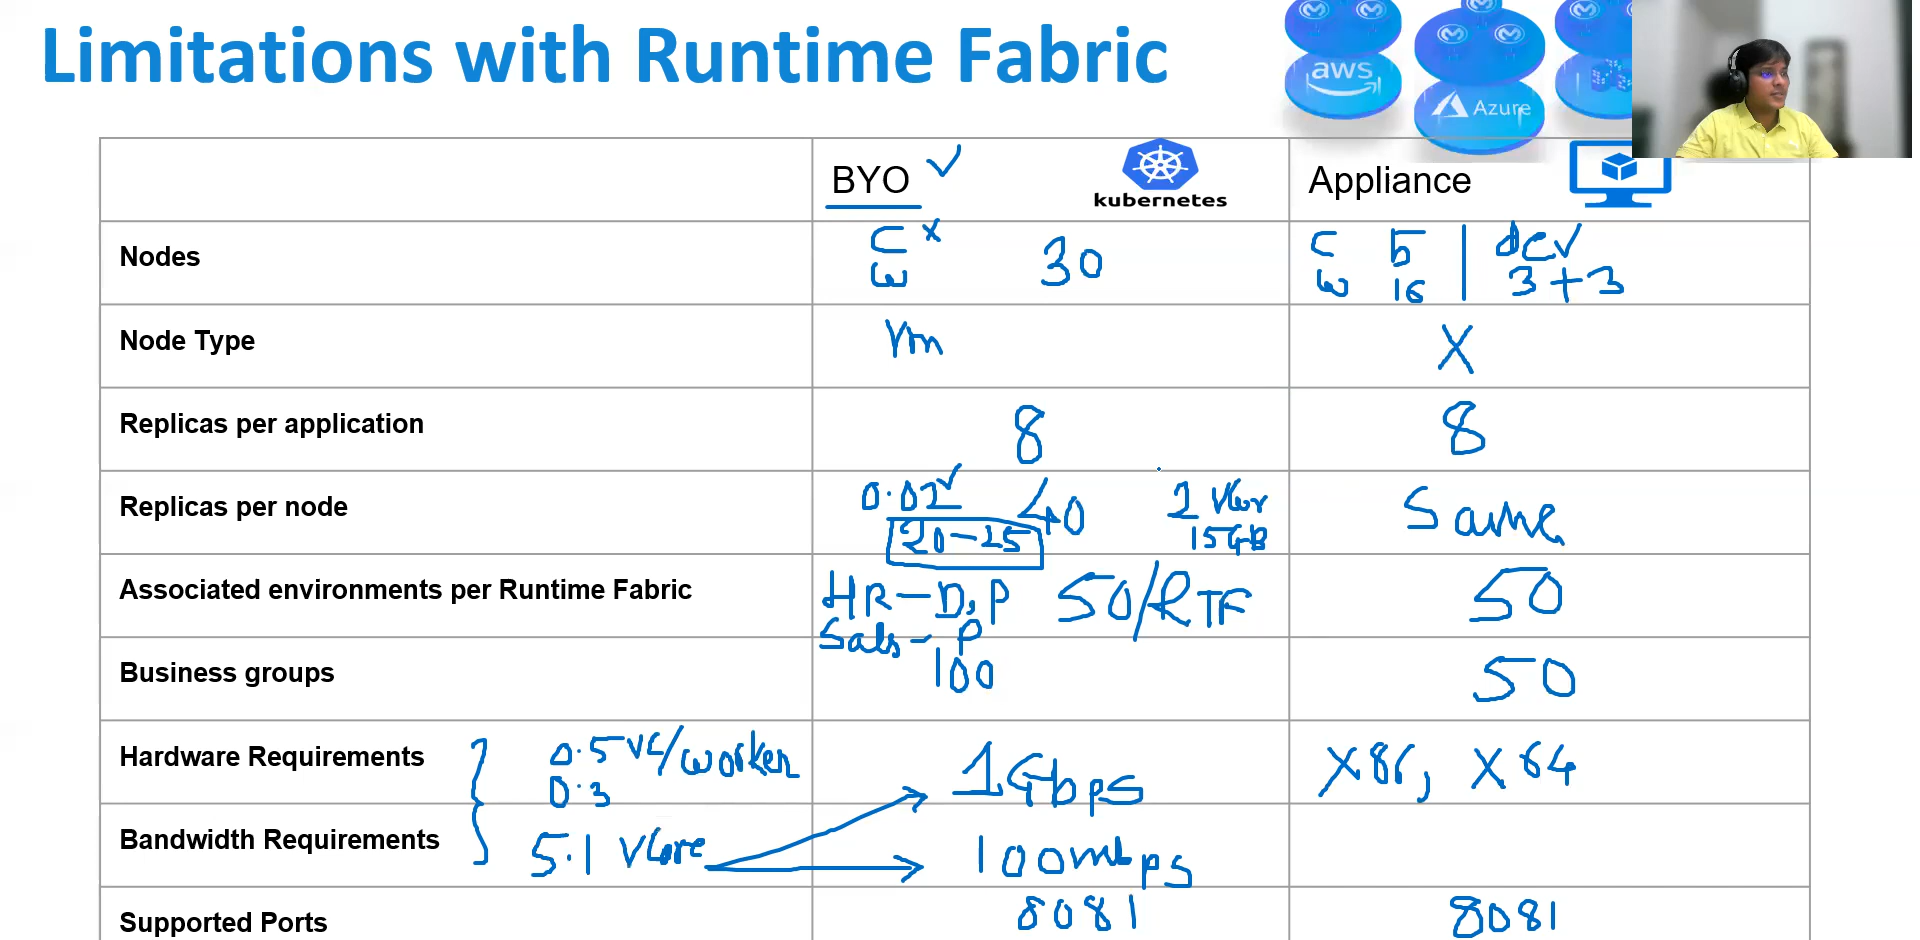 Limitations with Runtime Fabric
aws
Azure
BYO ✓ kubernetes Appliance
Nodes C x 30 C 5 | dev
w w 16 3+3
Node Type Vm X
Replicas per application 8 8
Replicas per node 0.02 ✓ 40 2 VCor Same
20-25 15GB
Associated environments per Runtime Fabric HR - D, P 50/RTF 50
Sales - P
Business groups 100 50
Hardware Requirements 0.5 VC/worker 1Gbps X86, X64
0.3
Bandwidth Requirements 5.1 VCore 100mbps
Supported Ports 8081 8081